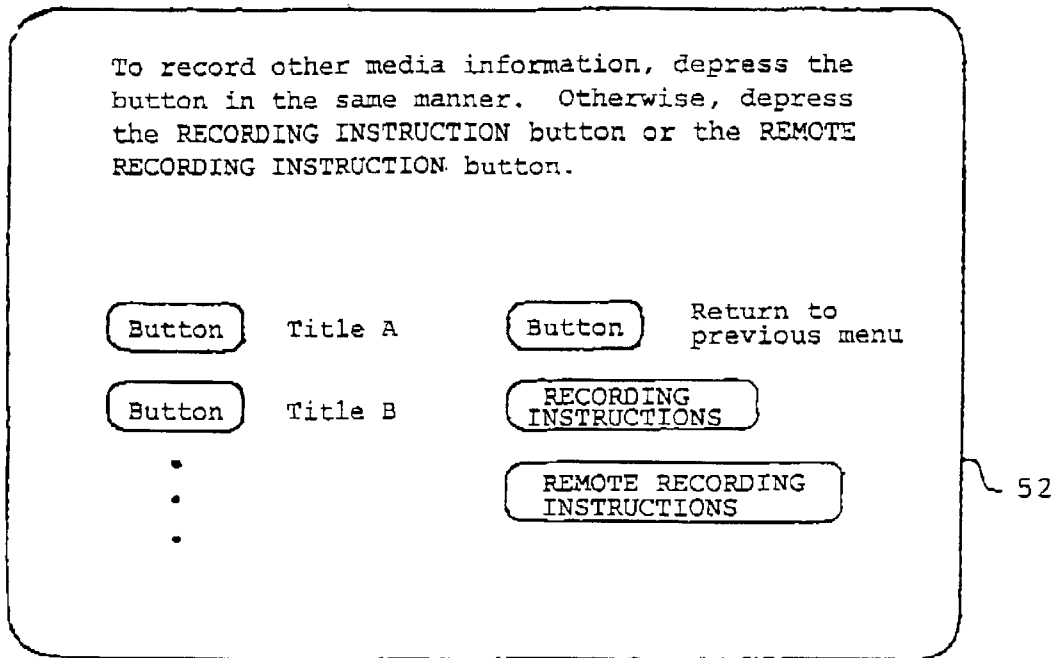 To record other media information, depress the
button in the same manner. Otherwise, depress
the RECORDING INSTRUCTION button or the REMOTE
RECORDING INSTRUCTION button.
Button Title A
Button Return to
previous menu
Button Title B
RECORDING
INSTRUCTIONS
REMOTE RECORDING
INSTRUCTIONS
52